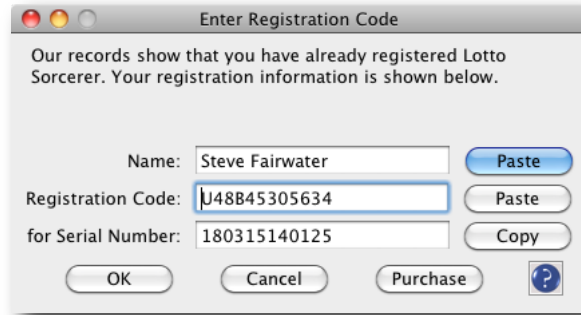 Enter Registration Code
Our records show that you have already registered Lotto
Sorcerer. Your registration information is shown below.
Name: Steve Fairwater Paste
Registration Code: U48B45305634 Paste
for Serial Number: 180315140125 Copy
OK Cancel Purchase ?